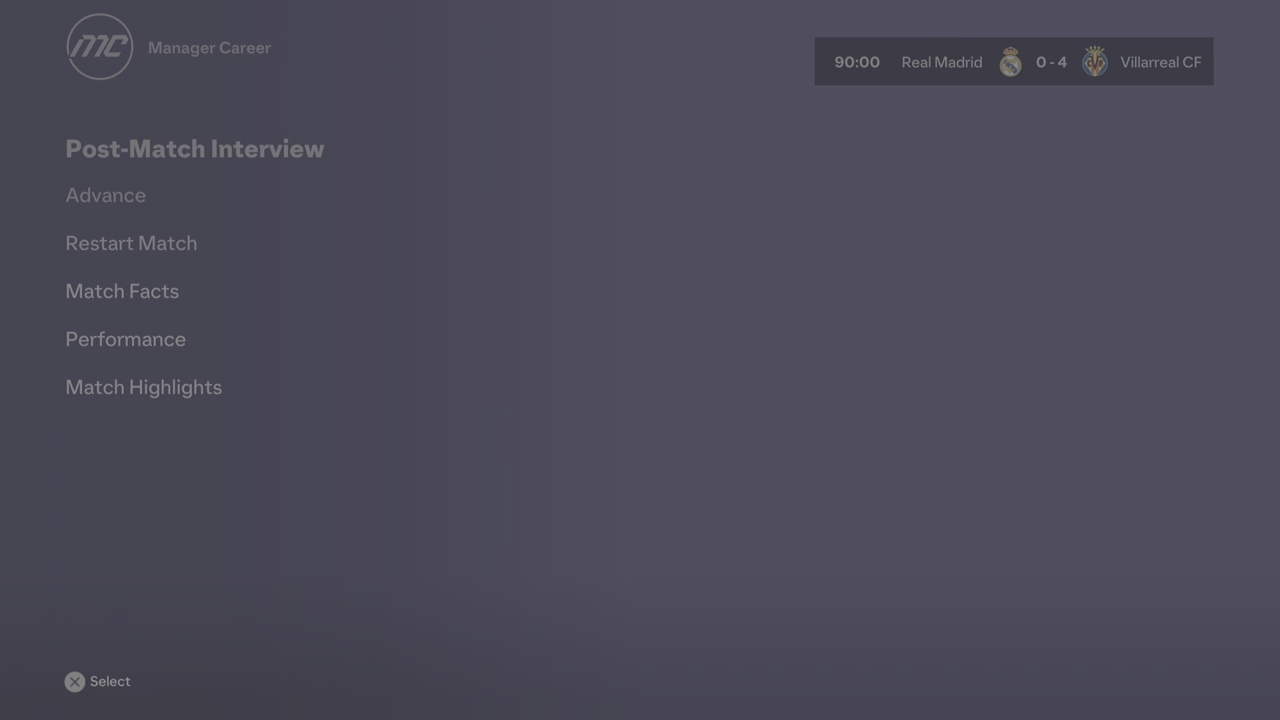 MC Manager Career
90:00 Real Madrid 0 - 4 Villarreal CF
Post-Match Interview
Advance
Restart Match
Match Facts
Performance
Match Highlights
Select